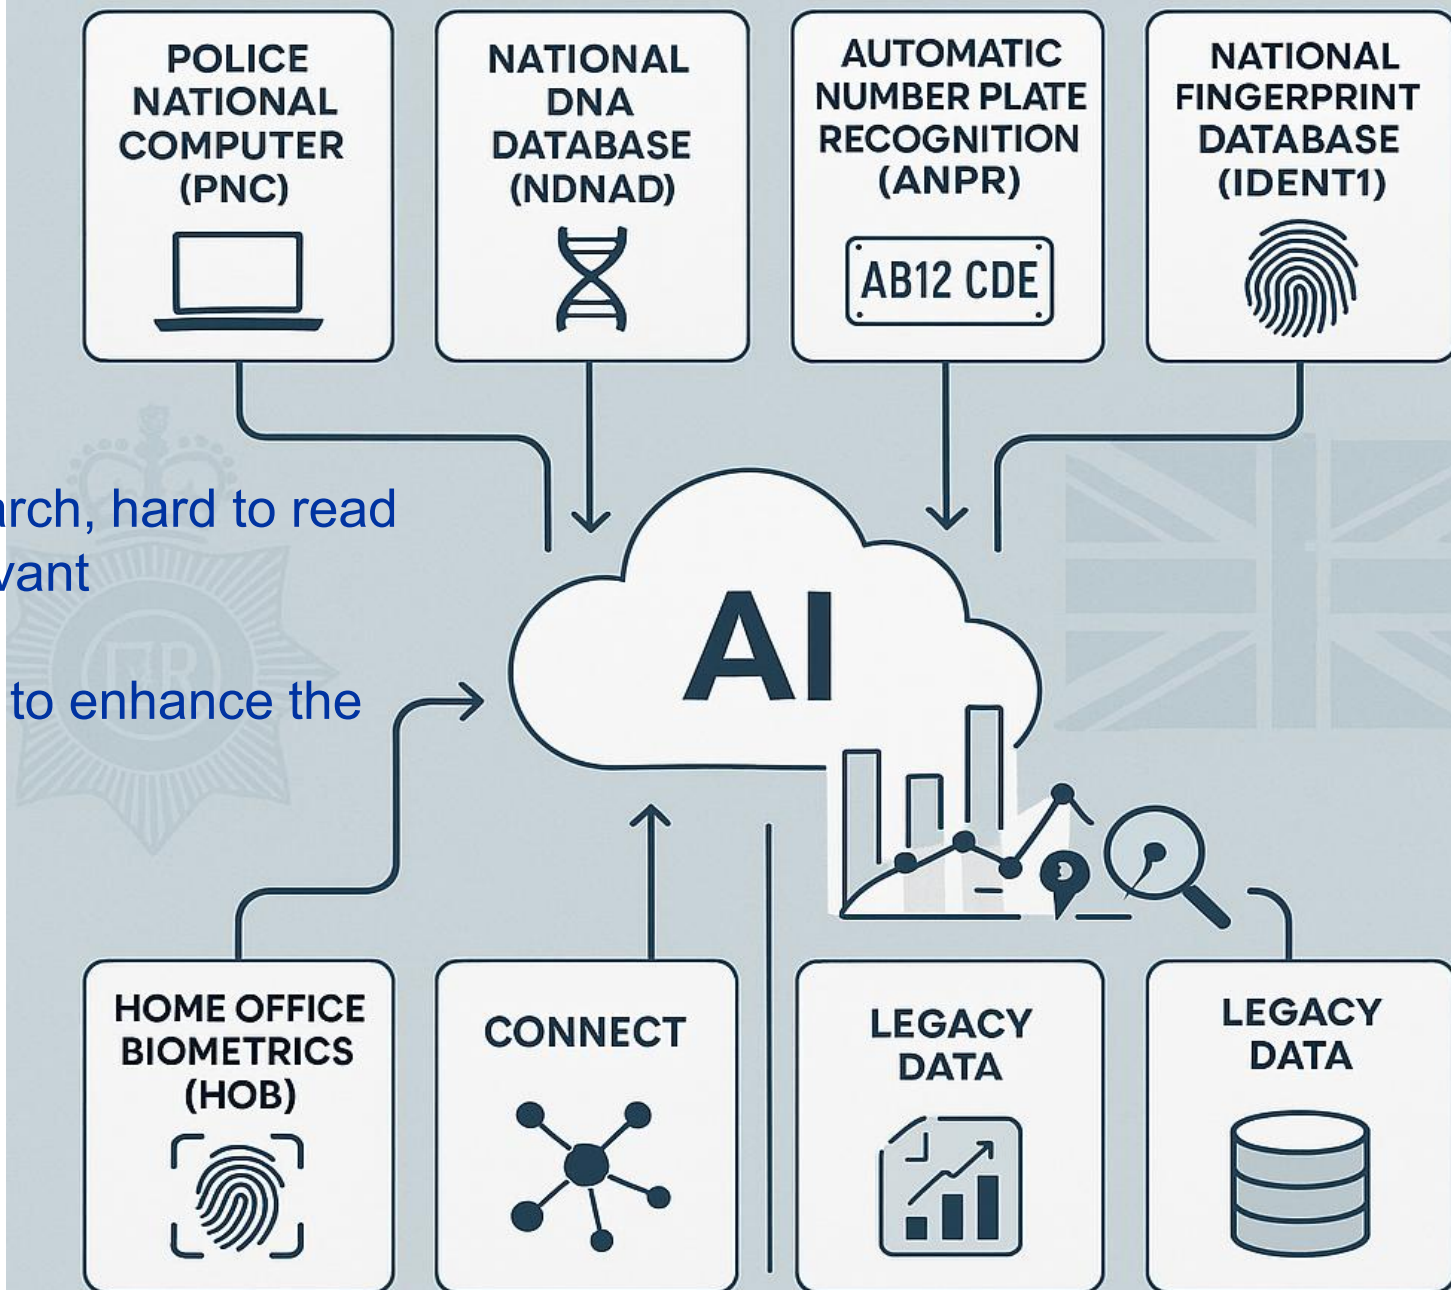 POLICE
NATIONAL
COMPUTER
(PNC)
NATIONAL
DNA
DATABASE
(NDNAD)
AUTOMATIC
NUMBER PLATE
RECOGNITION
(ANPR)
AB12 CDE
NATIONAL
FINGERPRINT
DATABASE
(IDENT1)
arch, hard to read
vant
to enhance the
AI
HOME OFFICE
BIOMETRICS
(HOB)
CONNECT
LEGACY
DATA
LEGACY
DATA